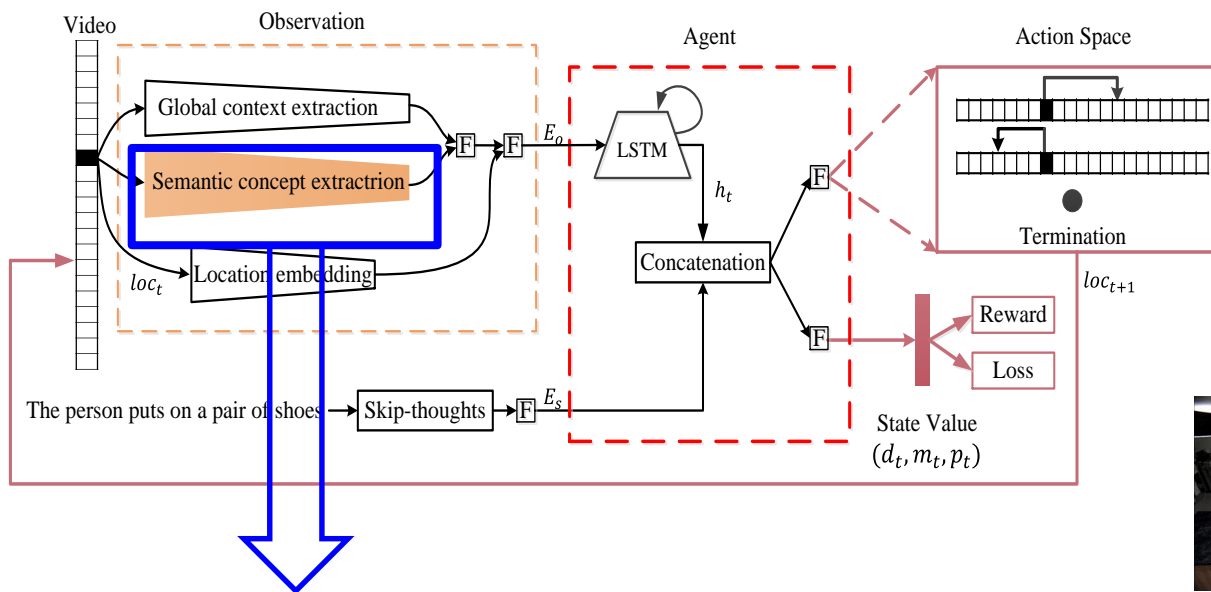 Video
Observation
Agent
Action Space
Global context extraction
Semantic concept extractrion
Location embedding
loc_t
F
F
E_o
LSTM
h_t
Concatenation
F
F
Termination
loc_{t+1}
Reward
Loss
The person puts on a pair of shoes
Skip-thoughts
F
E_s
State Value
(d_t, m_t, p_t)